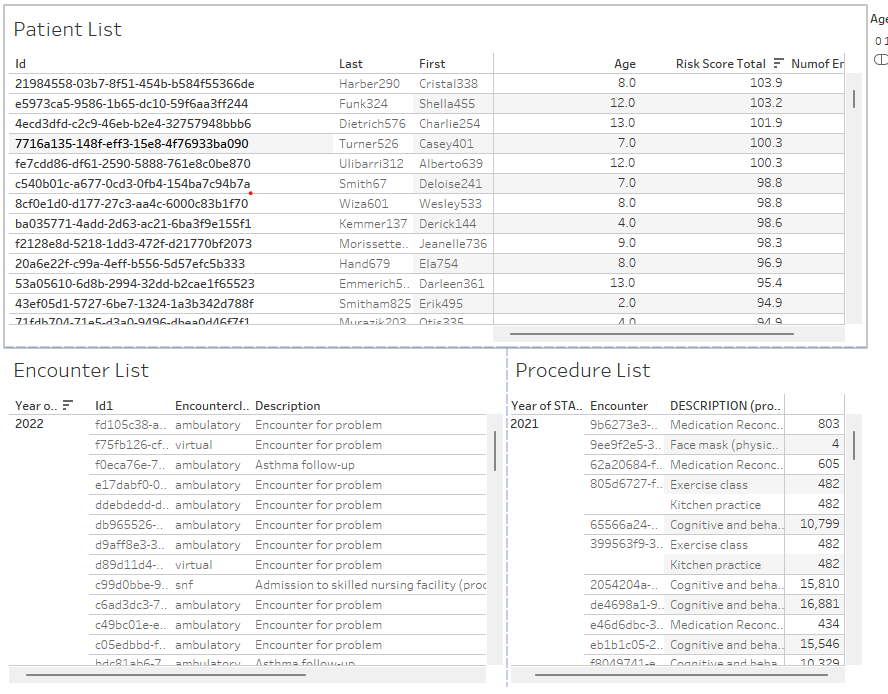 Age
Patient List
0 1
Id Last First Age Risk Score Total Numof Er
21984558-03b7-8f51-454b-b584f55366de Harber290 Cristal338 8.0 103.9
e5973ca5-9586-1b65-dc10-59f6aa3ff244 Funk324 Shella455 12.0 103.2
4ecd3dfd-c2c9-46eb-b2e4-32757948bbb6 Dietrich576 Charlie254 13.0 101.9
7716a135-148f-eff3-15e8-4f76933ba090 Turner526 Casey401 7.0 100.3
fe7cdd86-df61-2590-5888-761e8c0be870 Ulibarri312 Alberto639 12.0 100.3
c540b01c-a677-0cd3-0fb4-154ba7c94b7a Smith67 Deloise241 7.0 98.8
8cf0e1d0-d177-27c3-aa4c-6000c83b1f70 Wiza601 Wesley533 8.0 98.8
ba035771-4add-2d63-ac21-6ba3f9e155f1 Kemmer137 Derick144 4.0 98.6
f2128e8d-5218-1dd3-472f-d21770bf2073 Morissette.. Jeanelle736 9.0 98.3
20a6e22f-c99a-4eff-b556-5d57efc5b333 Hand679 Ela754 8.0 96.9
53a05610-6d8b-2994-32dd-b2cae1f65523 Emmerich5.. Darleen361 13.0 95.4
43ef05d1-5727-6be7-1324-1a3b342d788f Smitham825 Erik495 2.0 94.9
71fdb704-71e5-d3a0-9496-dbea0d46f7f1 Murazik203 Otis335 4.0 94.9
Encounter List
Year o.. Id1 Encountercl.. Description
2022 fd105c38-a.. ambulatory Encounter for problem
f75fb126-cf.. virtual Encounter for problem
f0eca76e-7.. ambulatory Asthma follow-up
e17dabf0-0.. ambulatory Encounter for problem
ddebdedd-d.. ambulatory Encounter for problem
db965526-.. ambulatory Encounter for problem
d9aff8e3-3.. ambulatory Encounter for problem
d89d11d4-.. virtual Encounter for problem
c99d0bbe-9.. snf Admission to skilled nursing facility (proc
c6ad3dc3-7.. ambulatory Encounter for problem
c49bc01e-e.. ambulatory Encounter for problem
c05edbbd-f.. ambulatory Encounter for problem
bdc81ab6-7.. ambulatory Asthma follow-up
Procedure List
Year of STA.. Encounter DESCRIPTION (pro..
2021 9b6273e3-.. Medication Reconc.. 803
9ee9f2e5-3.. Face mask (physic.. 4
62a20684-f.. Medication Reconc.. 605
805d6727-f.. Exercise class 482
Kitchen practice 482
65566a24-.. Cognitive and beha.. 10,799
399563f9-3.. Exercise class 482
Kitchen practice 482
2054204a-.. Cognitive and beha.. 15,810
de4698a1-9.. Cognitive and beha.. 16,881
e46d6dbc-3.. Medication Reconc.. 434
eb1b1c05-2.. Cognitive and beha.. 15,546
f8049741-e.. Cognitive and beha.. 10,329